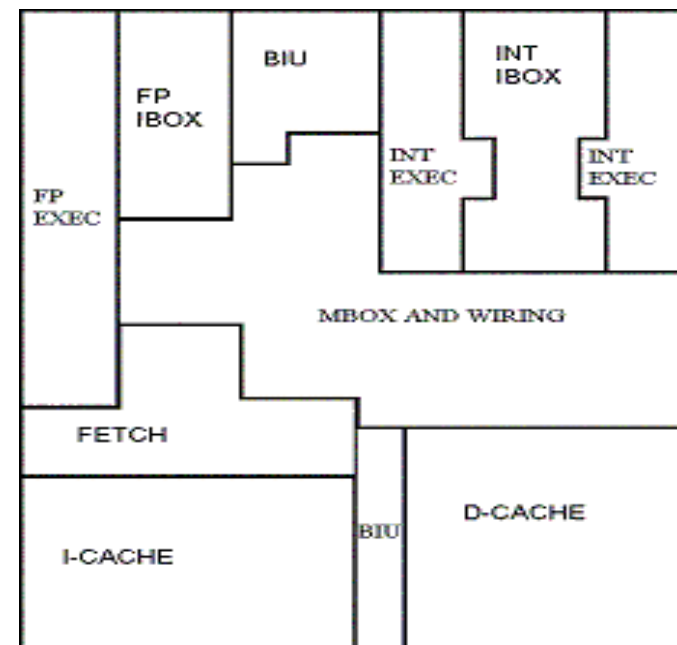 BIU
INT
IBOX
FP
IBOX
INT
EXEC
INT
EXEC
FP
EXEC
MBOX AND WIRING
FETCH
D-CACHE
BIU
I-CACHE